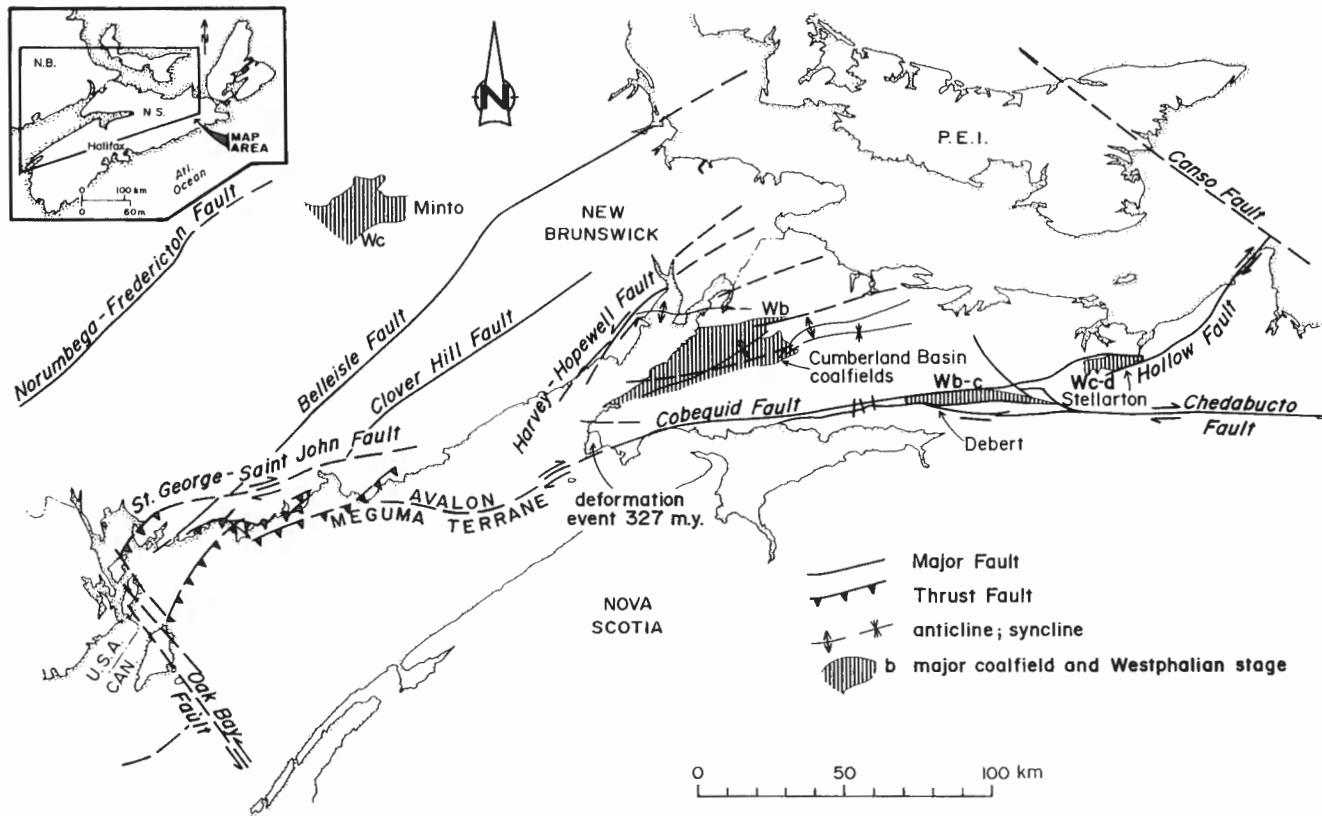 N.B.
N
N.S.
Halifax
MAP
AREA
Atl.
Ocean
0 100 km
0 60 m
N
P.E.I.
Canso Fault
Norumbega-Fredericton Fault
Minto
Wc
NEW
BRUNSWICK
Belleisle Fault
Clover Hill Fault
Harvey-Hopewell Fault
Wb
Cumberland Basin
coalfields
Wb-c
Wc-d
Stellarton
Hollow Fault
Cobequid Fault
Chedabucto
Fault
Debert
St. George-Saint John Fault
AVALON
MEGUMA TERRANE
deformation
event 327 m.y.
NOVA
SCOTIA
U.S.A.
CAN
Oak Bay
Fault
Major Fault
Thrust Fault
anticline; syncline
b major coalfield and Westphalian stage
0 50 100 km